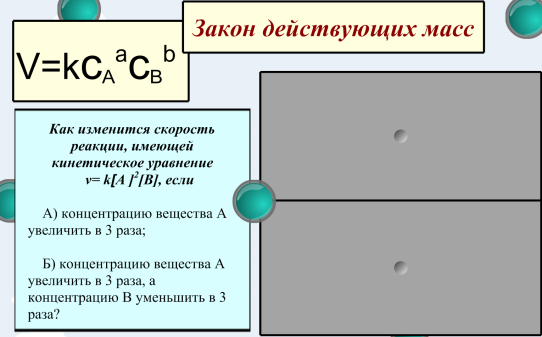 Закон действующих масс
V=kC_A^a C_B^b
Как изменится скорость
реакции, имеющей
кинетическое уравнение
v= k[A ]²[B], если
А) концентрацию вещества А
увеличить в 3 раза;
Б) концентрацию вещества А
увеличить в 3 раза, а
концентрацию В уменьшить в 3
раза?